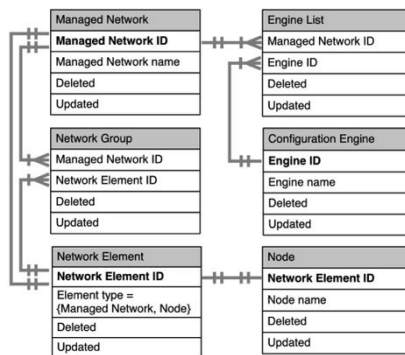 Managed Network
Managed Network ID
Managed Network name
Deleted
Updated
Engine List
Managed Network ID
Engine ID
Deleted
Updated
Network Group
Managed Network ID
Network Element ID
Deleted
Updated
Configuration Engine
Engine ID
Engine name
Deleted
Updated
Network Element
Network Element ID
Element type =
{Managed Network, Node}
Deleted
Updated
Node
Network Element ID
Node name
Deleted
Updated